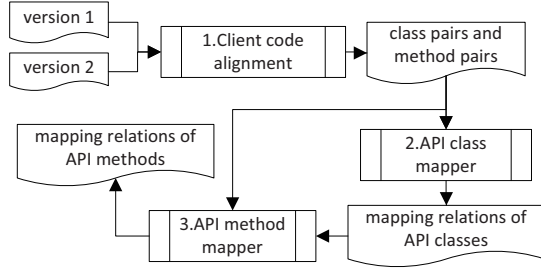 version 1
version 2
1.Client code
alignment
class pairs and
method pairs
mapping relations of
API methods
2.API class
mapper
3.API method
mapper
mapping relations of
API classes